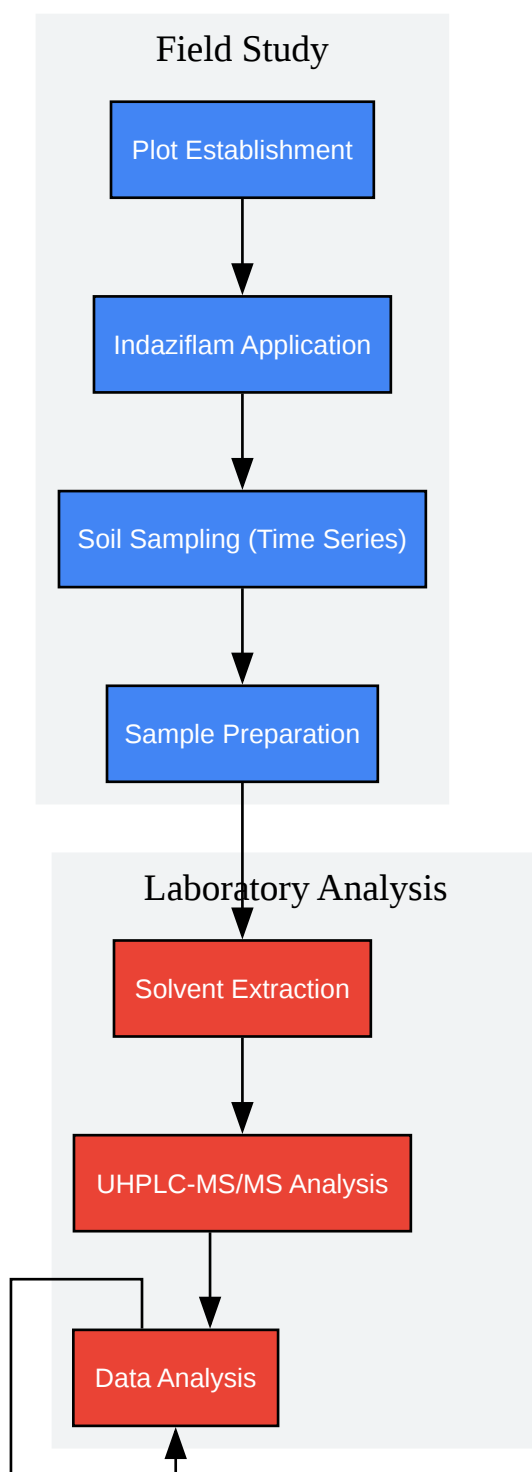 Field Study
Plot Establishment
Indaziflam Application
Soil Sampling (Time Series)
Sample Preparation
Laboratory Analysis
Solvent Extraction
UHPLC-MS/MS Analysis
Data Analysis